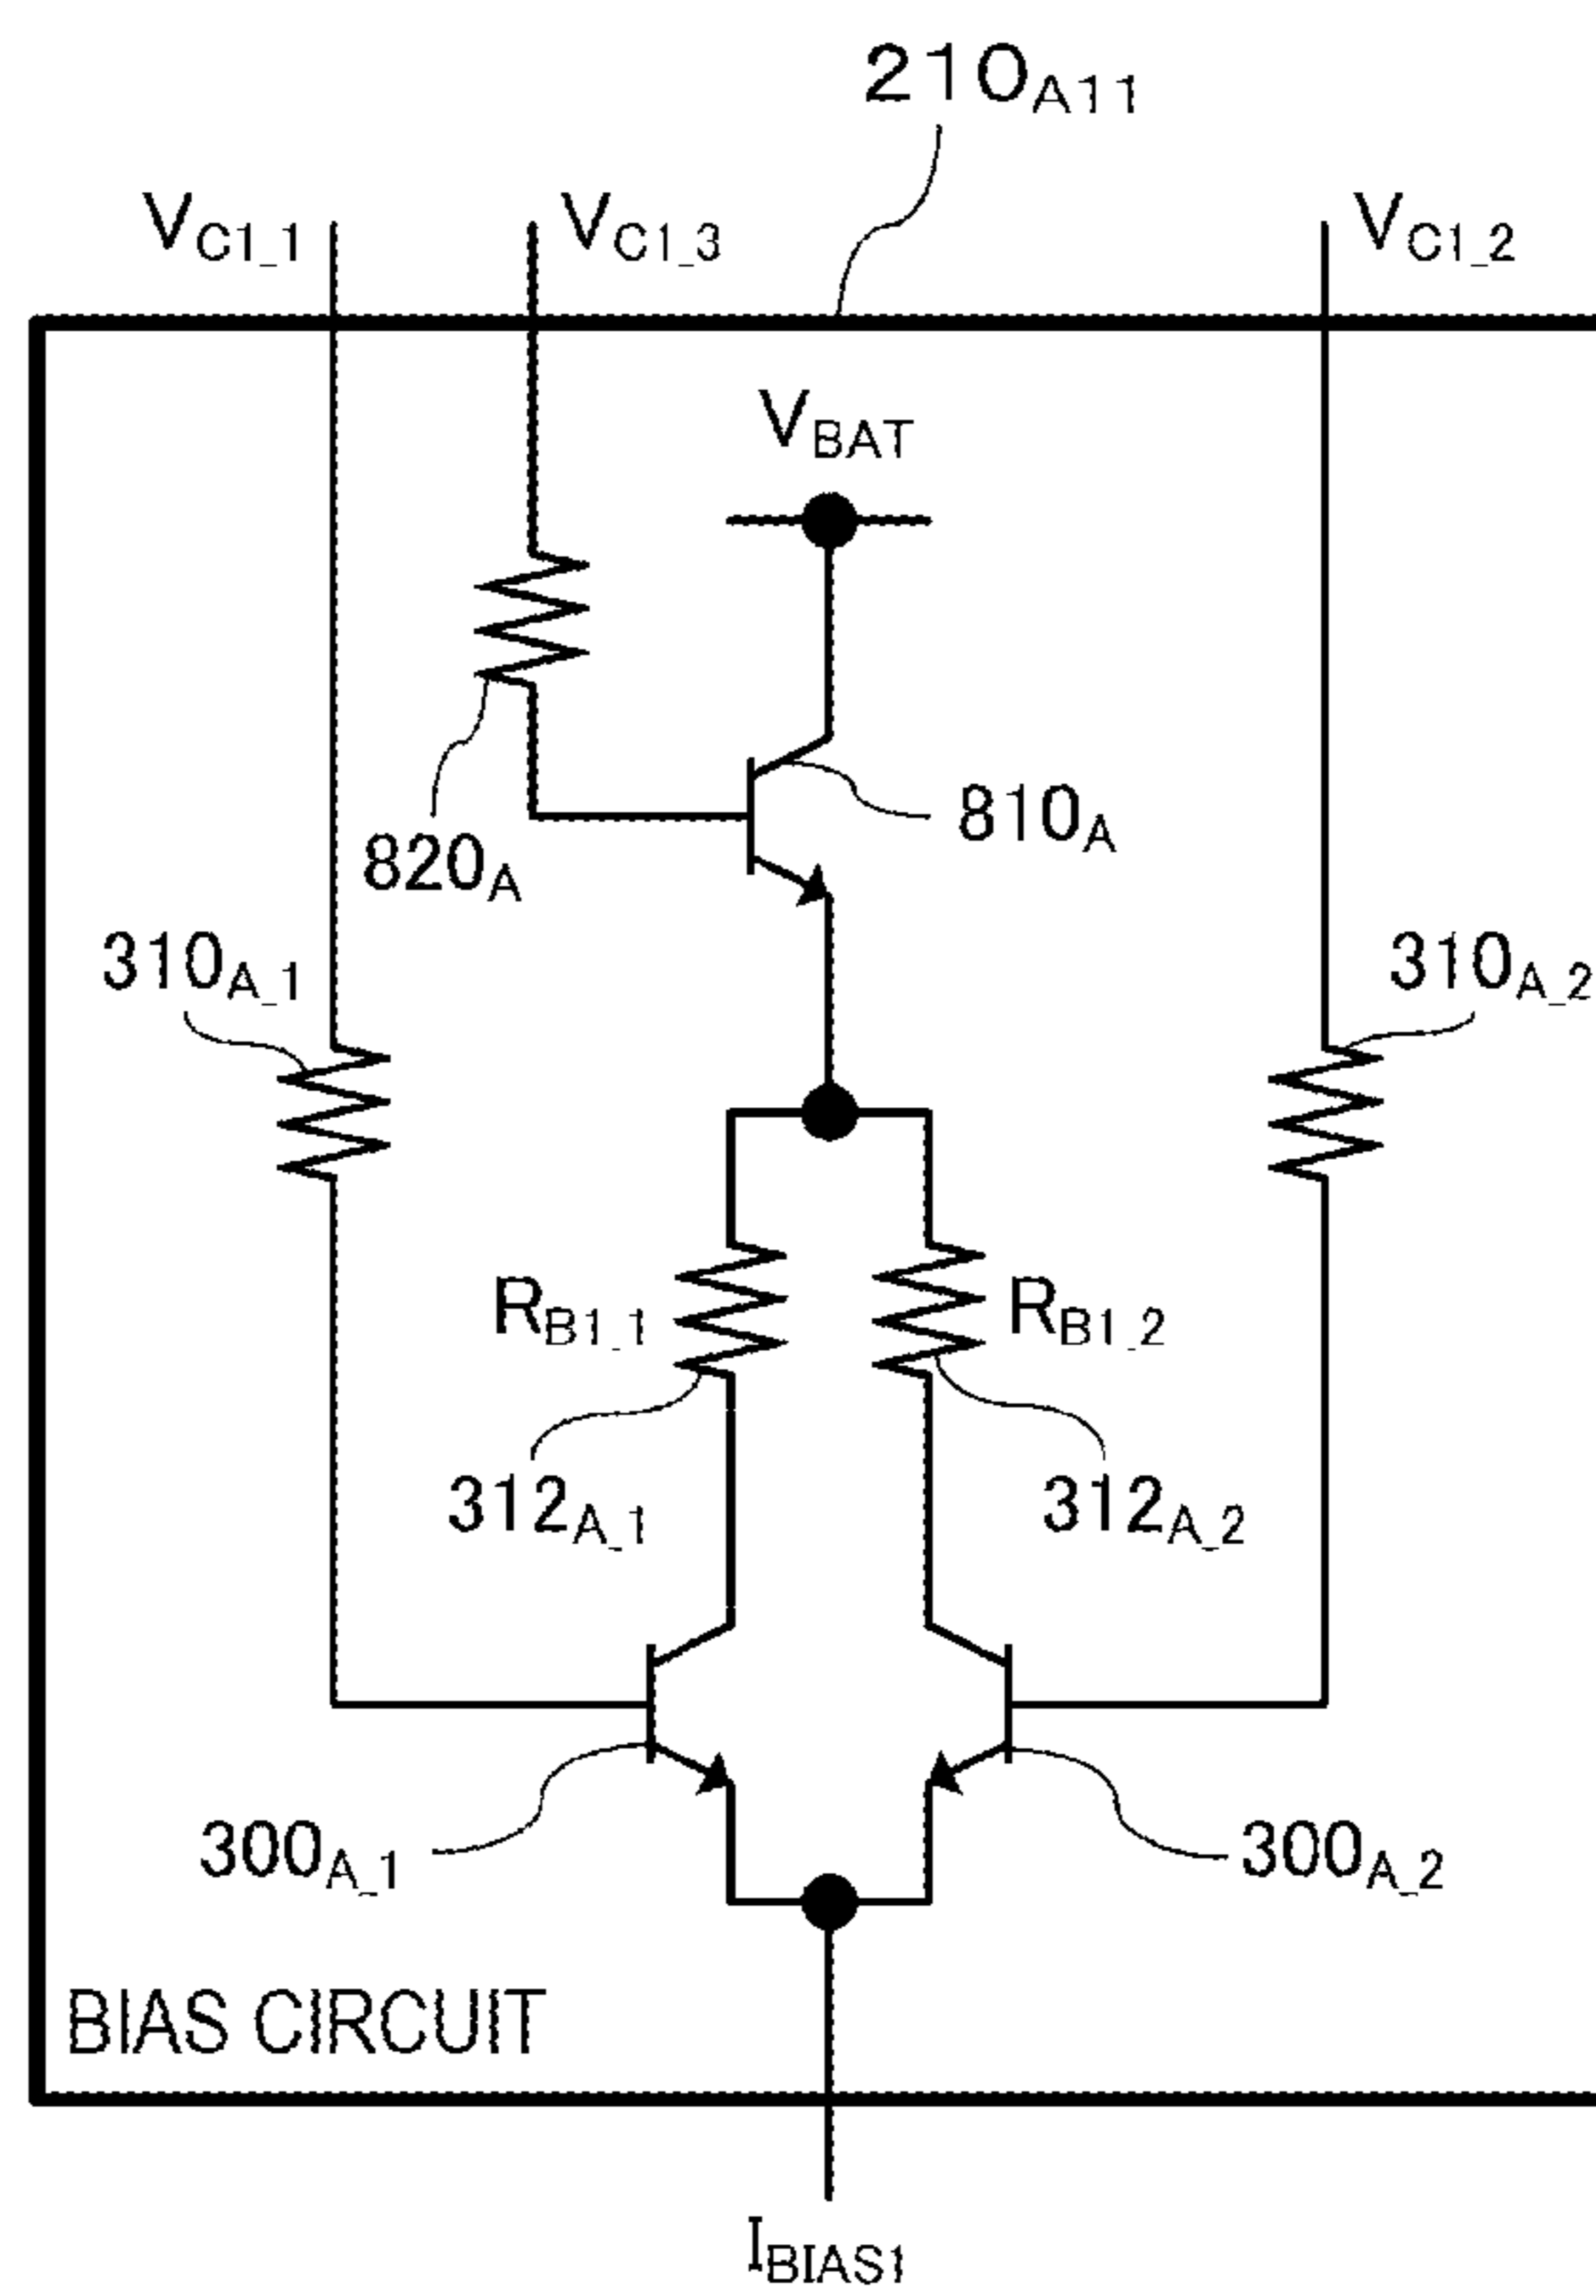 210A11
VC1_1
VC1_3
VC1_2
VBAT
820A
810A
310A_1
310A_2
RB1_1
RB1_2
312A_1
312A_2
300A_1
300A_2
BIAS CIRCUIT
IBIAS1